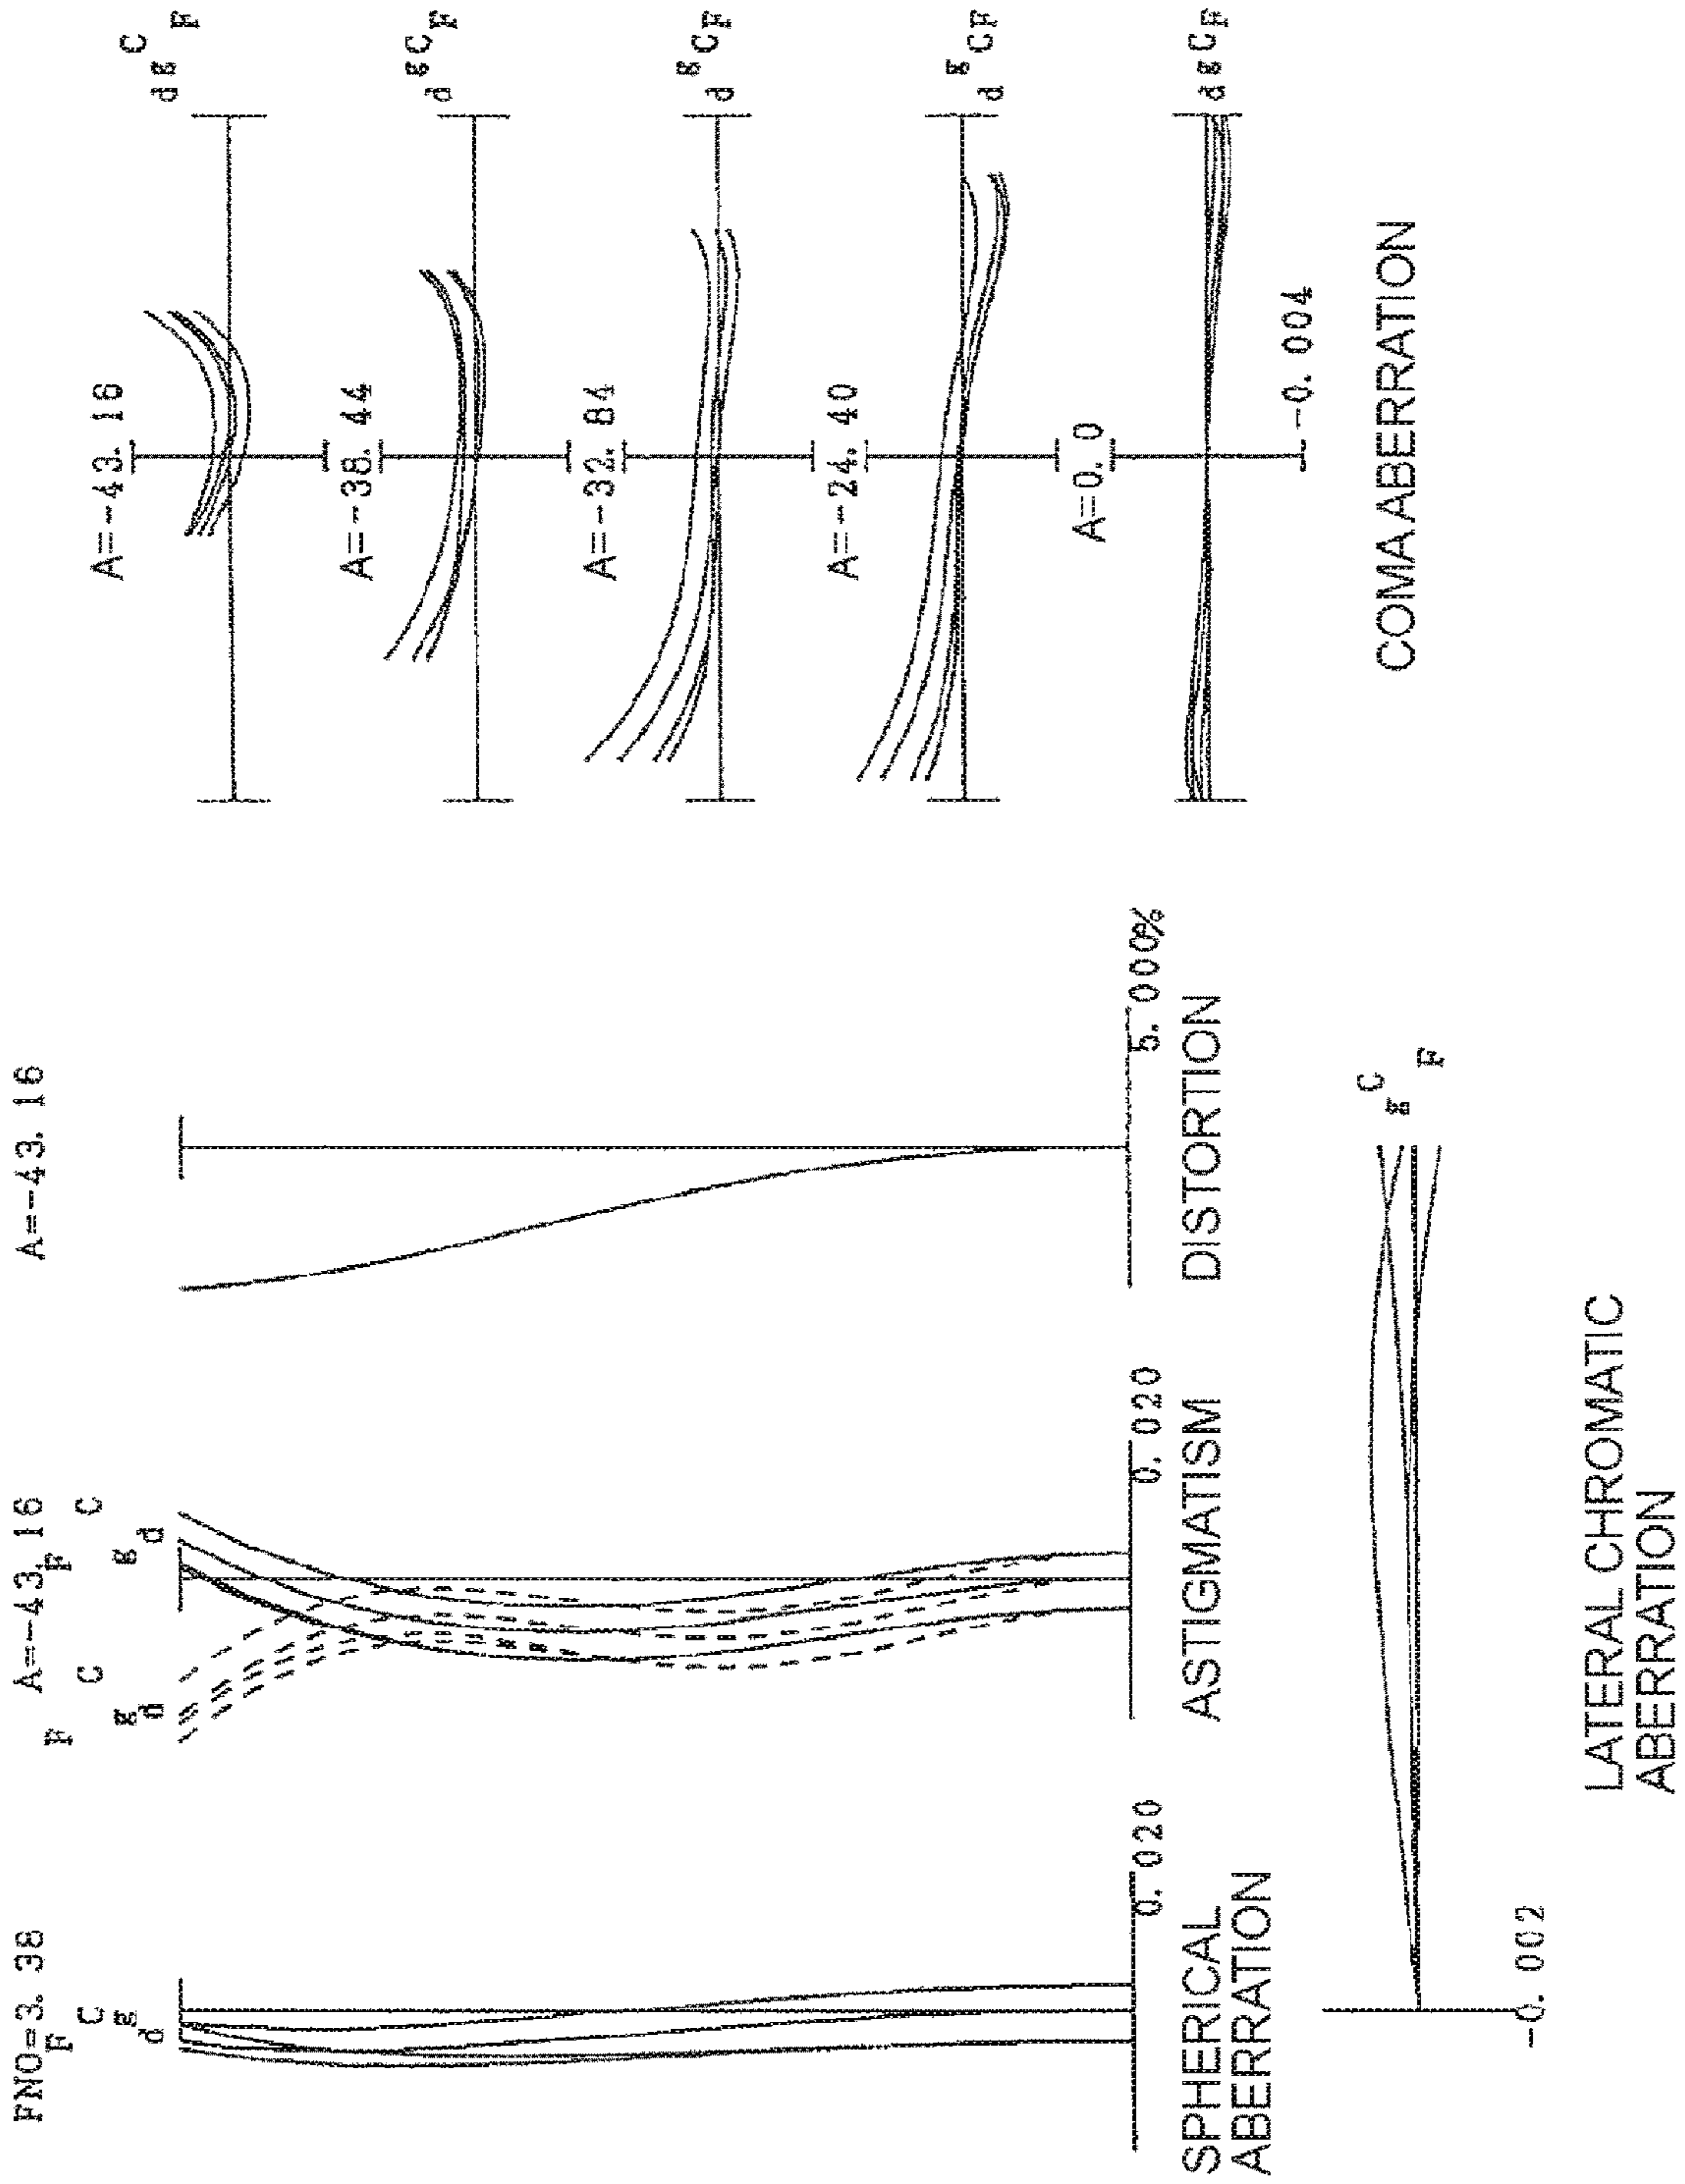 FNO=3. 38
F
C
g
d
0. 020
SPHERICAL
ABERRATION
A=-43. 16
F
F
C
C
g
g
d
d
0. 020
ASTIGMATISM
A=-43. 16
5. 000%
DISTORTION
A=-43. 16
C
d g
F
A=-38. 44
d g C F
A=-32. 84
d g C F
A=-24. 40
d g C F
A=0. 0
d g C F
-0. 004
COMA ABERRATION
C
g
F
-0. 002
LATERAL CHROMATIC
ABERRATION